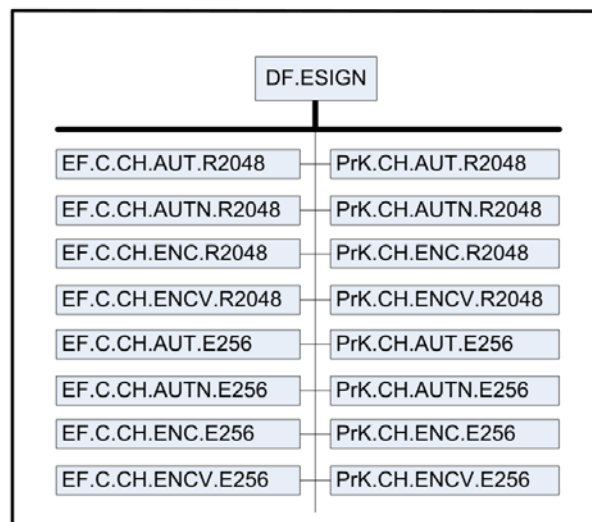 DF.ESIGN
EF.C.CH.AUT.R2048 PrK.CH.AUT.R2048
EF.C.CH.AUTN.R2048 PrK.CH.AUTN.R2048
EF.C.CH.ENC.R2048 PrK.CH.ENC.R2048
EF.C.CH.ENCV.R2048 PrK.CH.ENCV.R2048
EF.C.CH.AUT.E256 PrK.CH.AUT.E256
EF.C.CH.AUTN.E256 PrK.CH.AUTN.E256
EF.C.CH.ENC.E256 PrK.CH.ENC.E256
EF.C.CH.ENCV.E256 PrK.CH.ENCV.E256